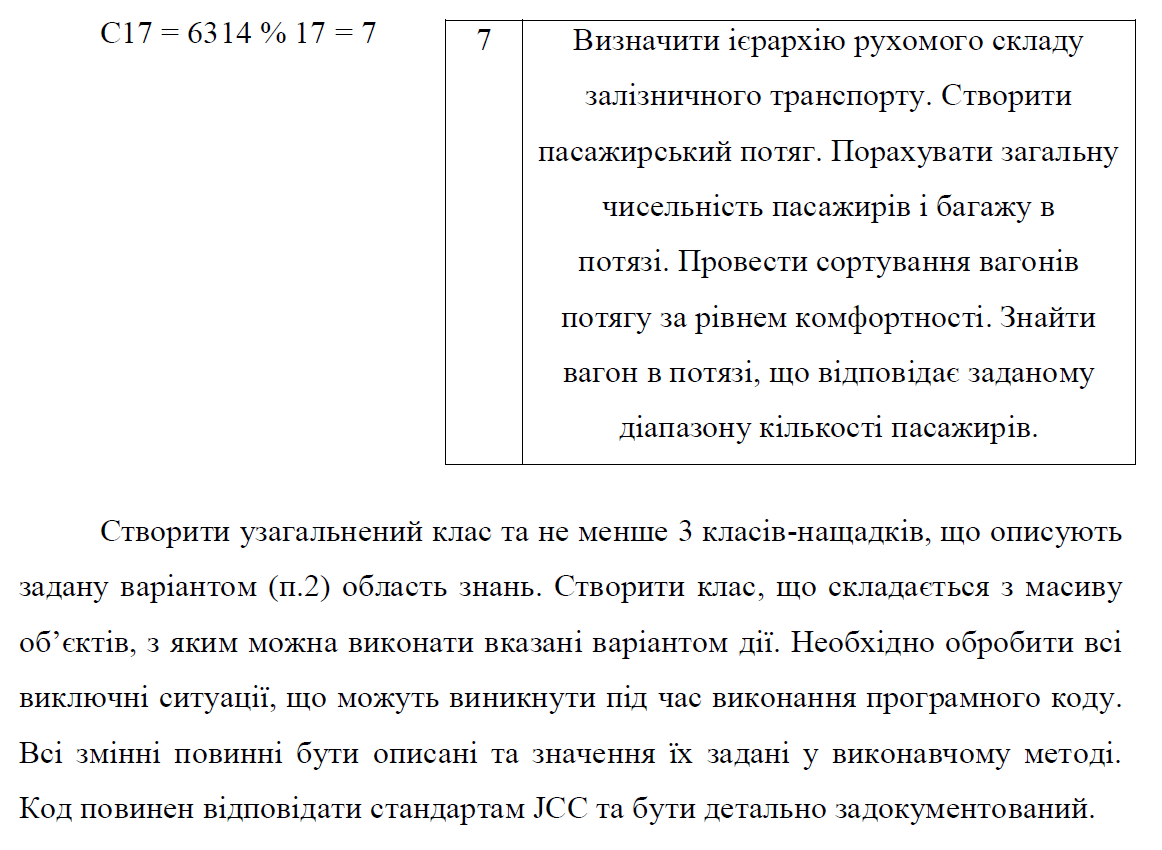 C17 = 6314 % 17 = 7
7
Визначити ієрархію рухомого складу
залізничного транспорту. Створити
пасажирський потяг. Порахувати загальну
чисельність пасажирів і багажу в
потязі. Провести сортування вагонів
потягу за рівнем комфортності. Знайти
вагон в потязі, що відповідає заданому
діапазону кількості пасажирів.
Створити узагальнений клас та не менше 3 класів-нащадків, що описують
задану варіантом (п.2) область знань. Створити клас, що складається з масиву
об’єктів, з яким можна виконати вказані варіантом дії. Необхідно обробити всі
виключні ситуації, що можуть виникнути під час виконання програмного коду.
Всі змінні повинні бути описані та значення їх задані у виконавчому методі.
Код повинен відповідати стандартам JCC та бути детально задокументований.